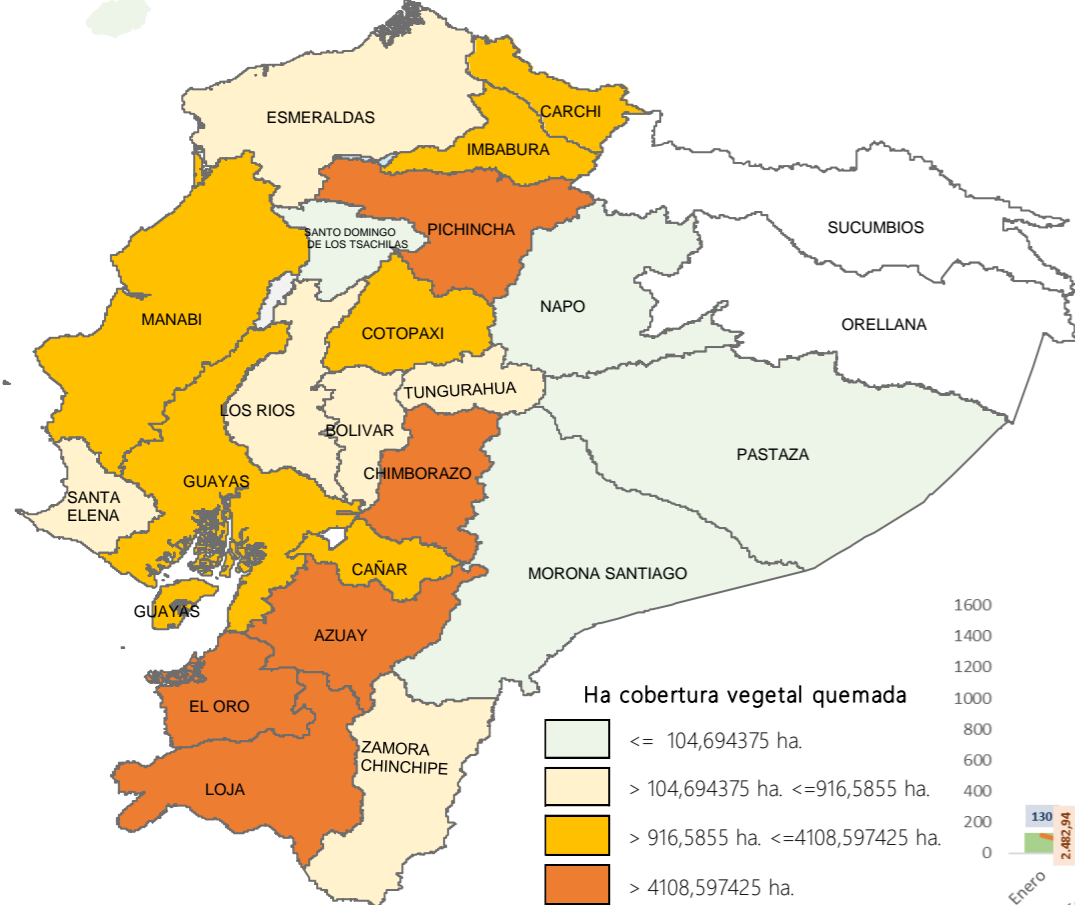 ESMERALDAS
CARCHI
IMBABURA
PICHINCHA
SANTO DOMINGO
DE LOS TSACHILAS
SUCUMBIOS
NAPO
ORELLANA
MANABI
COTOPAXI
TUNGURAHUA
LOS RIOS
BOLIVAR
CHIMBORAZO
PASTAZA
GUAYAS
SANTA
ELENA
CAÑAR
MORONA SANTIAGO
GUAYAS
AZUAY
EL ORO
ZAMORA
CHINCHIPE
LOJA
Ha cobertura vegetal quemada
<= 104,694375 ha.
> 104,694375 ha. <=916,5855 ha.
> 916,5855 ha. <=4108,597425 ha.
> 4108,597425 ha.
1600
1400
1200
1000
800
600
400
200
0
130
2.482,94
Enero